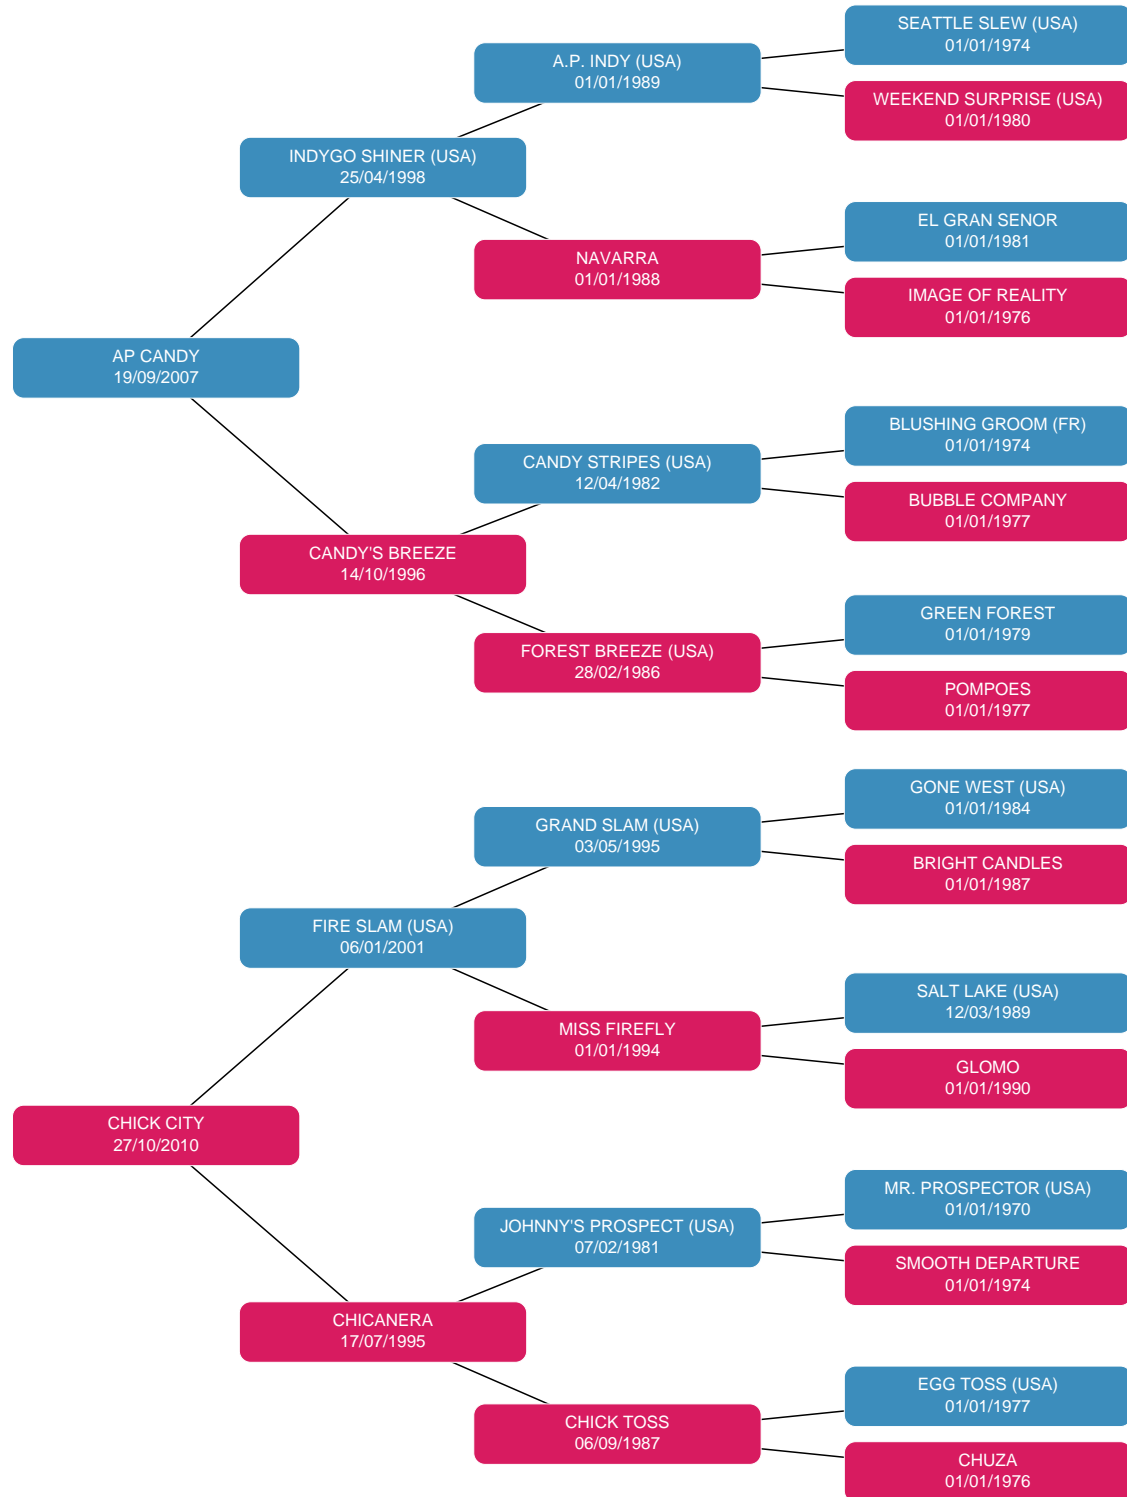 SEATTLE SLEW (USA)
01/01/1974
A.P. INDY (USA)
01/01/1989
WEEKEND SURPRISE (USA)
01/01/1980
INDYGO SHINER (USA)
25/04/1998
EL GRAN SENOR
01/01/1981
NAVARRA
01/01/1988
IMAGE OF REALITY
01/01/1976
AP CANDY
19/09/2007
BLUSHING GROOM (FR)
01/01/1974
CANDY STRIPES (USA)
12/04/1982
BUBBLE COMPANY
01/01/1977
CANDY'S BREEZE
14/10/1996
GREEN FOREST
01/01/1979
FOREST BREEZE (USA)
28/02/1986
POMPOES
01/01/1977
GONE WEST (USA)
01/01/1984
GRAND SLAM (USA)
03/05/1995
BRIGHT CANDLES
01/01/1987
FIRE SLAM (USA)
06/01/2001
SALT LAKE (USA)
12/03/1989
MISS FIREFLY
01/01/1994
GLOMO
01/01/1990
CHICK CITY
27/10/2010
MR. PROSPECTOR (USA)
01/01/1970
JOHNNY'S PROSPECT (USA)
07/02/1981
SMOOTH DEPARTURE
01/01/1974
CHICANERA
17/07/1995
EGG TOSS (USA)
01/01/1977
CHICK TOSS
06/09/1987
CHUZA
01/01/1976